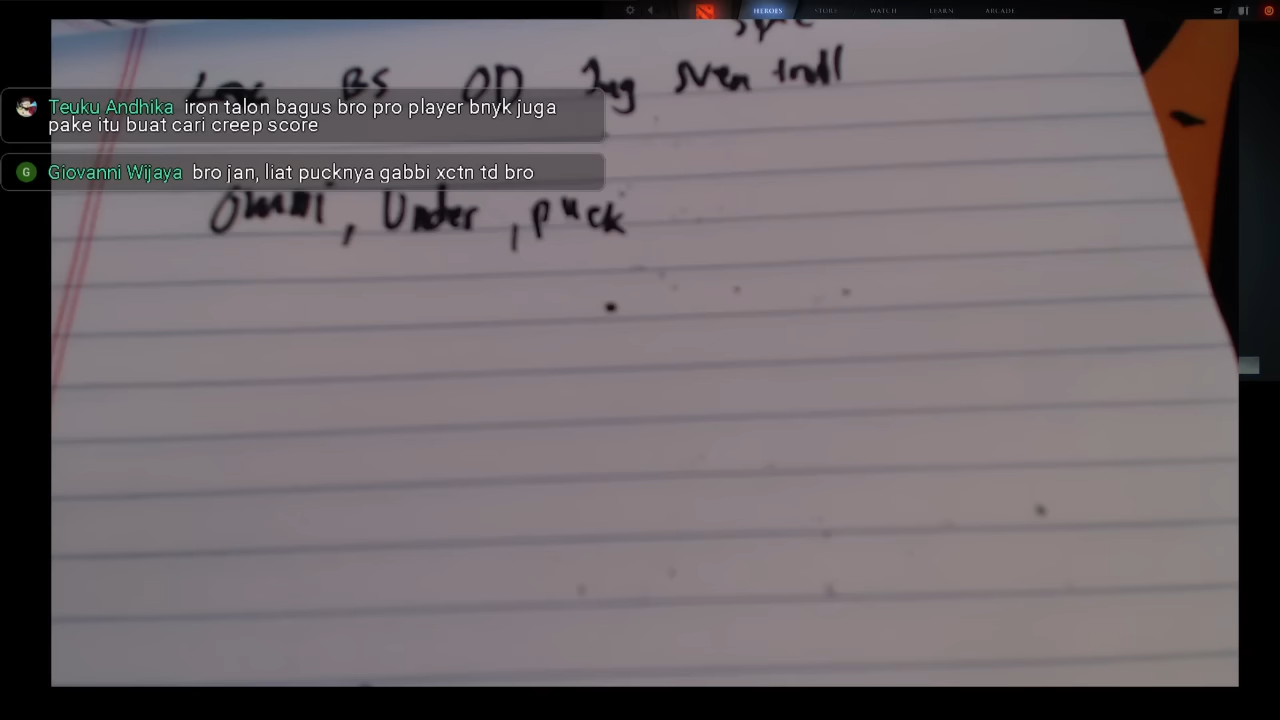 HEROES STORE WATCH LEARN ARCADE
BS OD Jug Sven troll
Teuku Andhika iron talon bagus bro pro player bnyk juga
pake itu buat cari creep score
G Giovanni Wijaya bro jan, liat pucknya gabbi xctn td bro
Omni, Under, puck